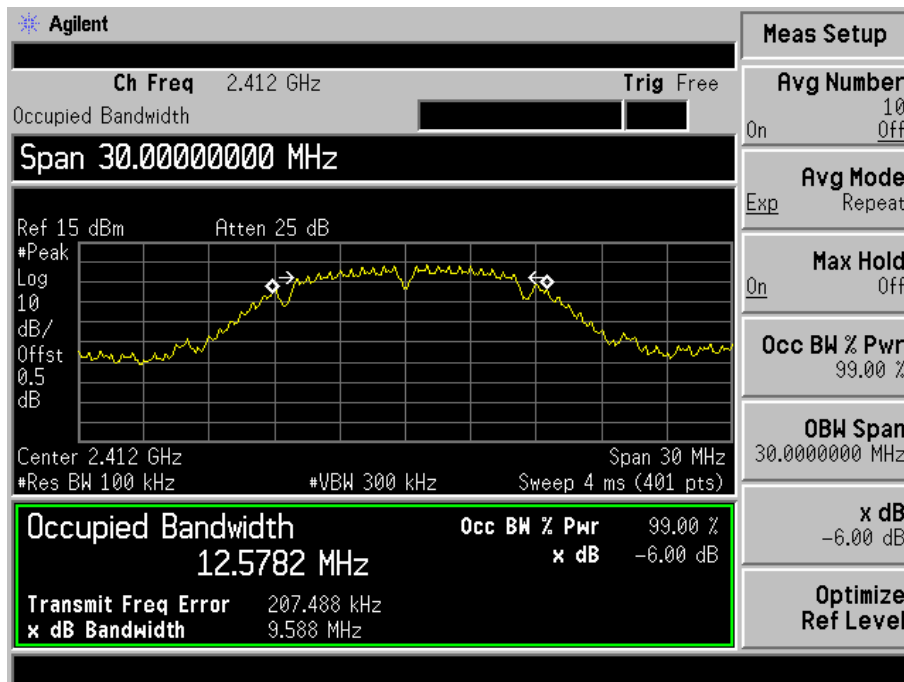 Agilent
Ch Freq 2.412 GHz Trig Free
Occupied Bandwidth
Span 30.00000000 MHz
Ref 15 dBm Atten 25 dB
#Peak
Log
10
dB/
Offst
0.5
dB
Center 2.412 GHz Span 30 MHz
#Res BW 100 kHz #VBW 300 kHz Sweep 4 ms (401 pts)
Occupied Bandwidth
12.5782 MHz
Occ BW % Pwr 99.00 %
x dB -6.00 dB
Transmit Freq Error 207.488 kHz
x dB Bandwidth 9.588 MHz
Meas Setup
Avg Number
10
On Off
Avg Mode
Exp Repeat
Max Hold
On Off
Occ BW % Pwr
99.00 %
OBW Span
30.0000000 MHz
x dB
-6.00 dB
Optimize
Ref Level